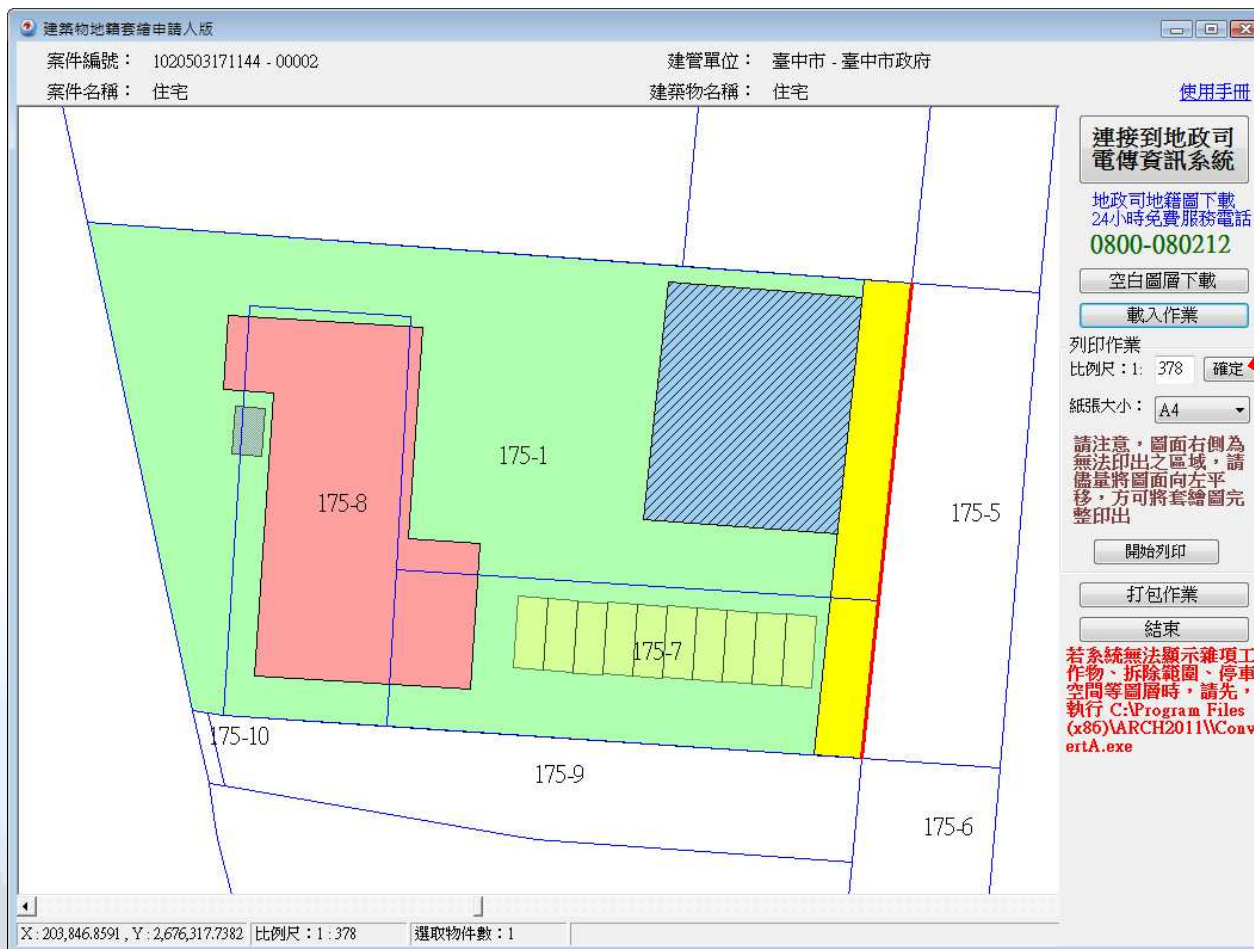 建築物地籍套繪申請人版
案件編號： 1020503171144 - 00002
建管單位： 臺中市 - 臺中市政府
案件名稱： 住宅
建築物名稱： 住宅
使用手冊
連接到地政司
電傳資訊系統
地政司地籍圖下載
24小時免費服務電話
0800-080212
空白圖層下載
載入作業
列印作業
比例尺：1: 378 確定
紙張大小： A4
請注意，圖面右側為
無法印出之區域，請
儘量將圖面向左平
移，方可將套繪圖完
整印出
開始列印
打包作業
結束
若系統無法顯示雜項工
作物、拆除範圍、停車
空間等圖層時，請先，
執行 C:\Program Files
(x86)\ARCH2011\\Conv
ertA.exe
175-1
175-8
175-5
175-7
175-10
175-9
175-6
X : 203,846.8591 , Y : 2,676,317.7382 比例尺：1 : 378 選取物件數：1